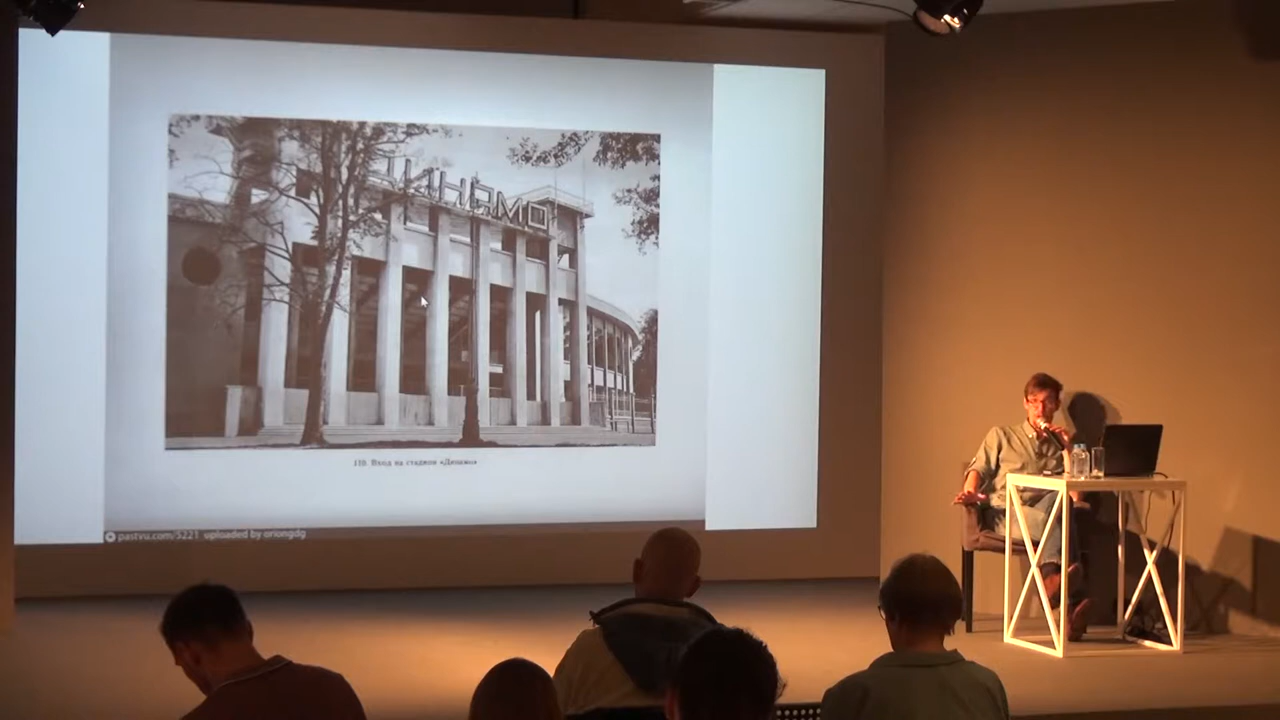 ДИНАМО
110. Вход на стадион «Динамо»
pastvu.com/5221 uploaded by oriongdg